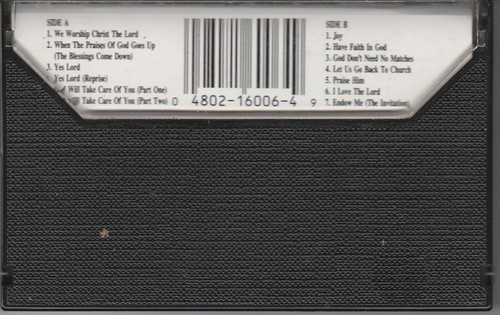 SIDE A
1. We Worship Christ The Lord
2. When The Praises Of God Goes Up
(The Blessings Come Down)
3. Yes Lord
Yes Lord (Reprise)
Will Take Care Of You (Part One)
Will Take Care Of You (Part Two)
0 4802-16006-4 9
SIDE B
1. Joy
2. Have Faith In God
3. God Don't Need No Matches
4. Let Us Go Back To Church
5. Praise Him
6. I Love The Lord
7. Endow Me (The Invitation)